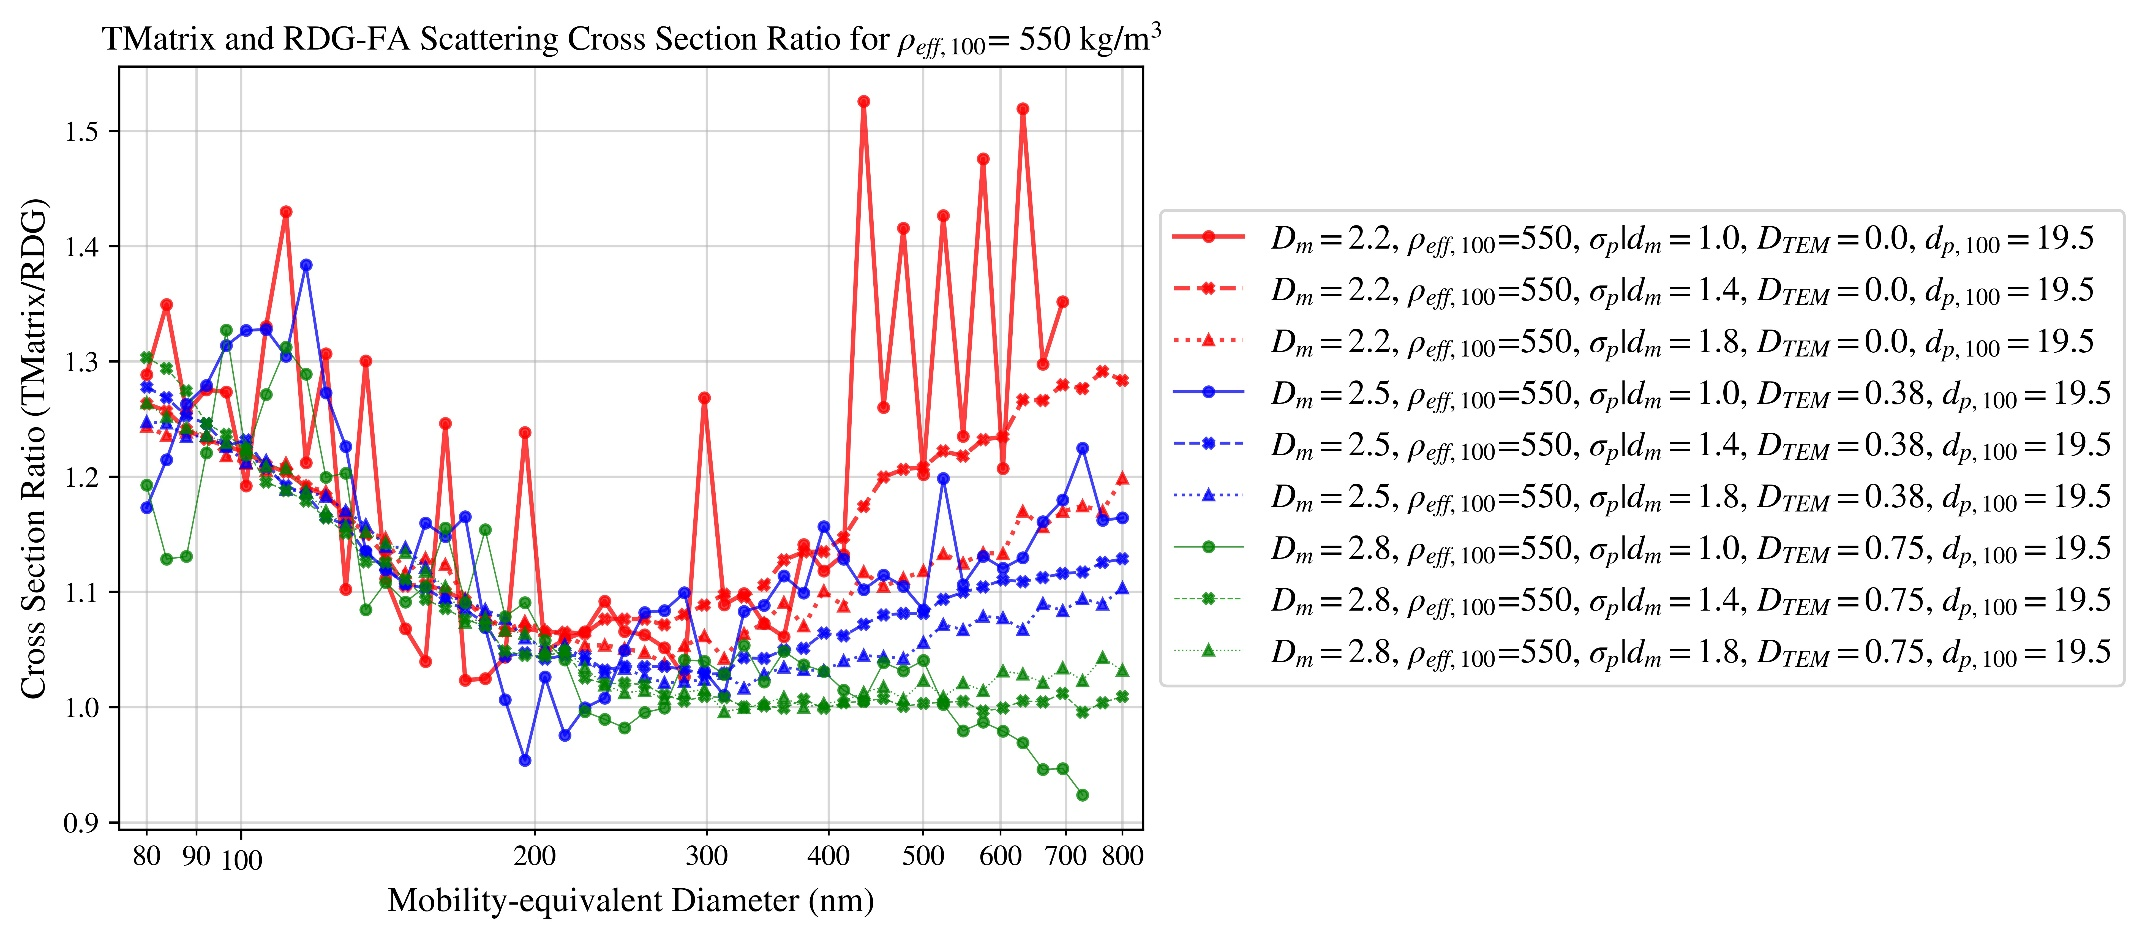 TMatrix and RDG-FA Scattering Cross Section Ratio for ρeff,100= 550 kg/m³
Cross Section Ratio (TMatrix/RDG)
1.5
1.4
1.3
1.2
1.1
1.0
0.9
80 90 100 200 300 400 500 600 700 800
Mobility-equivalent Diameter (nm)
Dm = 2.2, ρeff,100=550, σp|dm = 1.0, DTEM = 0.0, dp,100 = 19.5
Dm = 2.2, ρeff,100=550, σp|dm = 1.4, DTEM = 0.0, dp,100 = 19.5
Dm = 2.2, ρeff,100=550, σp|dm = 1.8, DTEM = 0.0, dp,100 = 19.5
Dm = 2.5, ρeff,100=550, σp|dm = 1.0, DTEM = 0.38, dp,100 = 19.5
Dm = 2.5, ρeff,100=550, σp|dm = 1.4, DTEM = 0.38, dp,100 = 19.5
Dm = 2.5, ρeff,100=550, σp|dm = 1.8, DTEM = 0.38, dp,100 = 19.5
Dm = 2.8, ρeff,100=550, σp|dm = 1.0, DTEM = 0.75, dp,100 = 19.5
Dm = 2.8, ρeff,100=550, σp|dm = 1.4, DTEM = 0.75, dp,100 = 19.5
Dm = 2.8, ρeff,100=550, σp|dm = 1.8, DTEM = 0.75, dp,100 = 19.5